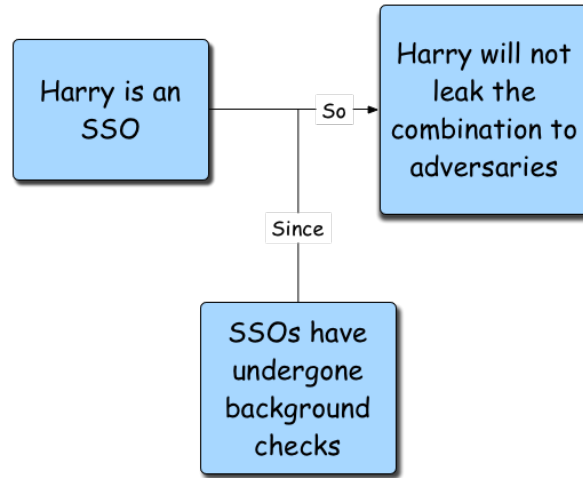 Harry is an
SSO
So
Harry will not
leak the
combination to
adversaries
Since
SSOs have
undergone
background
checks